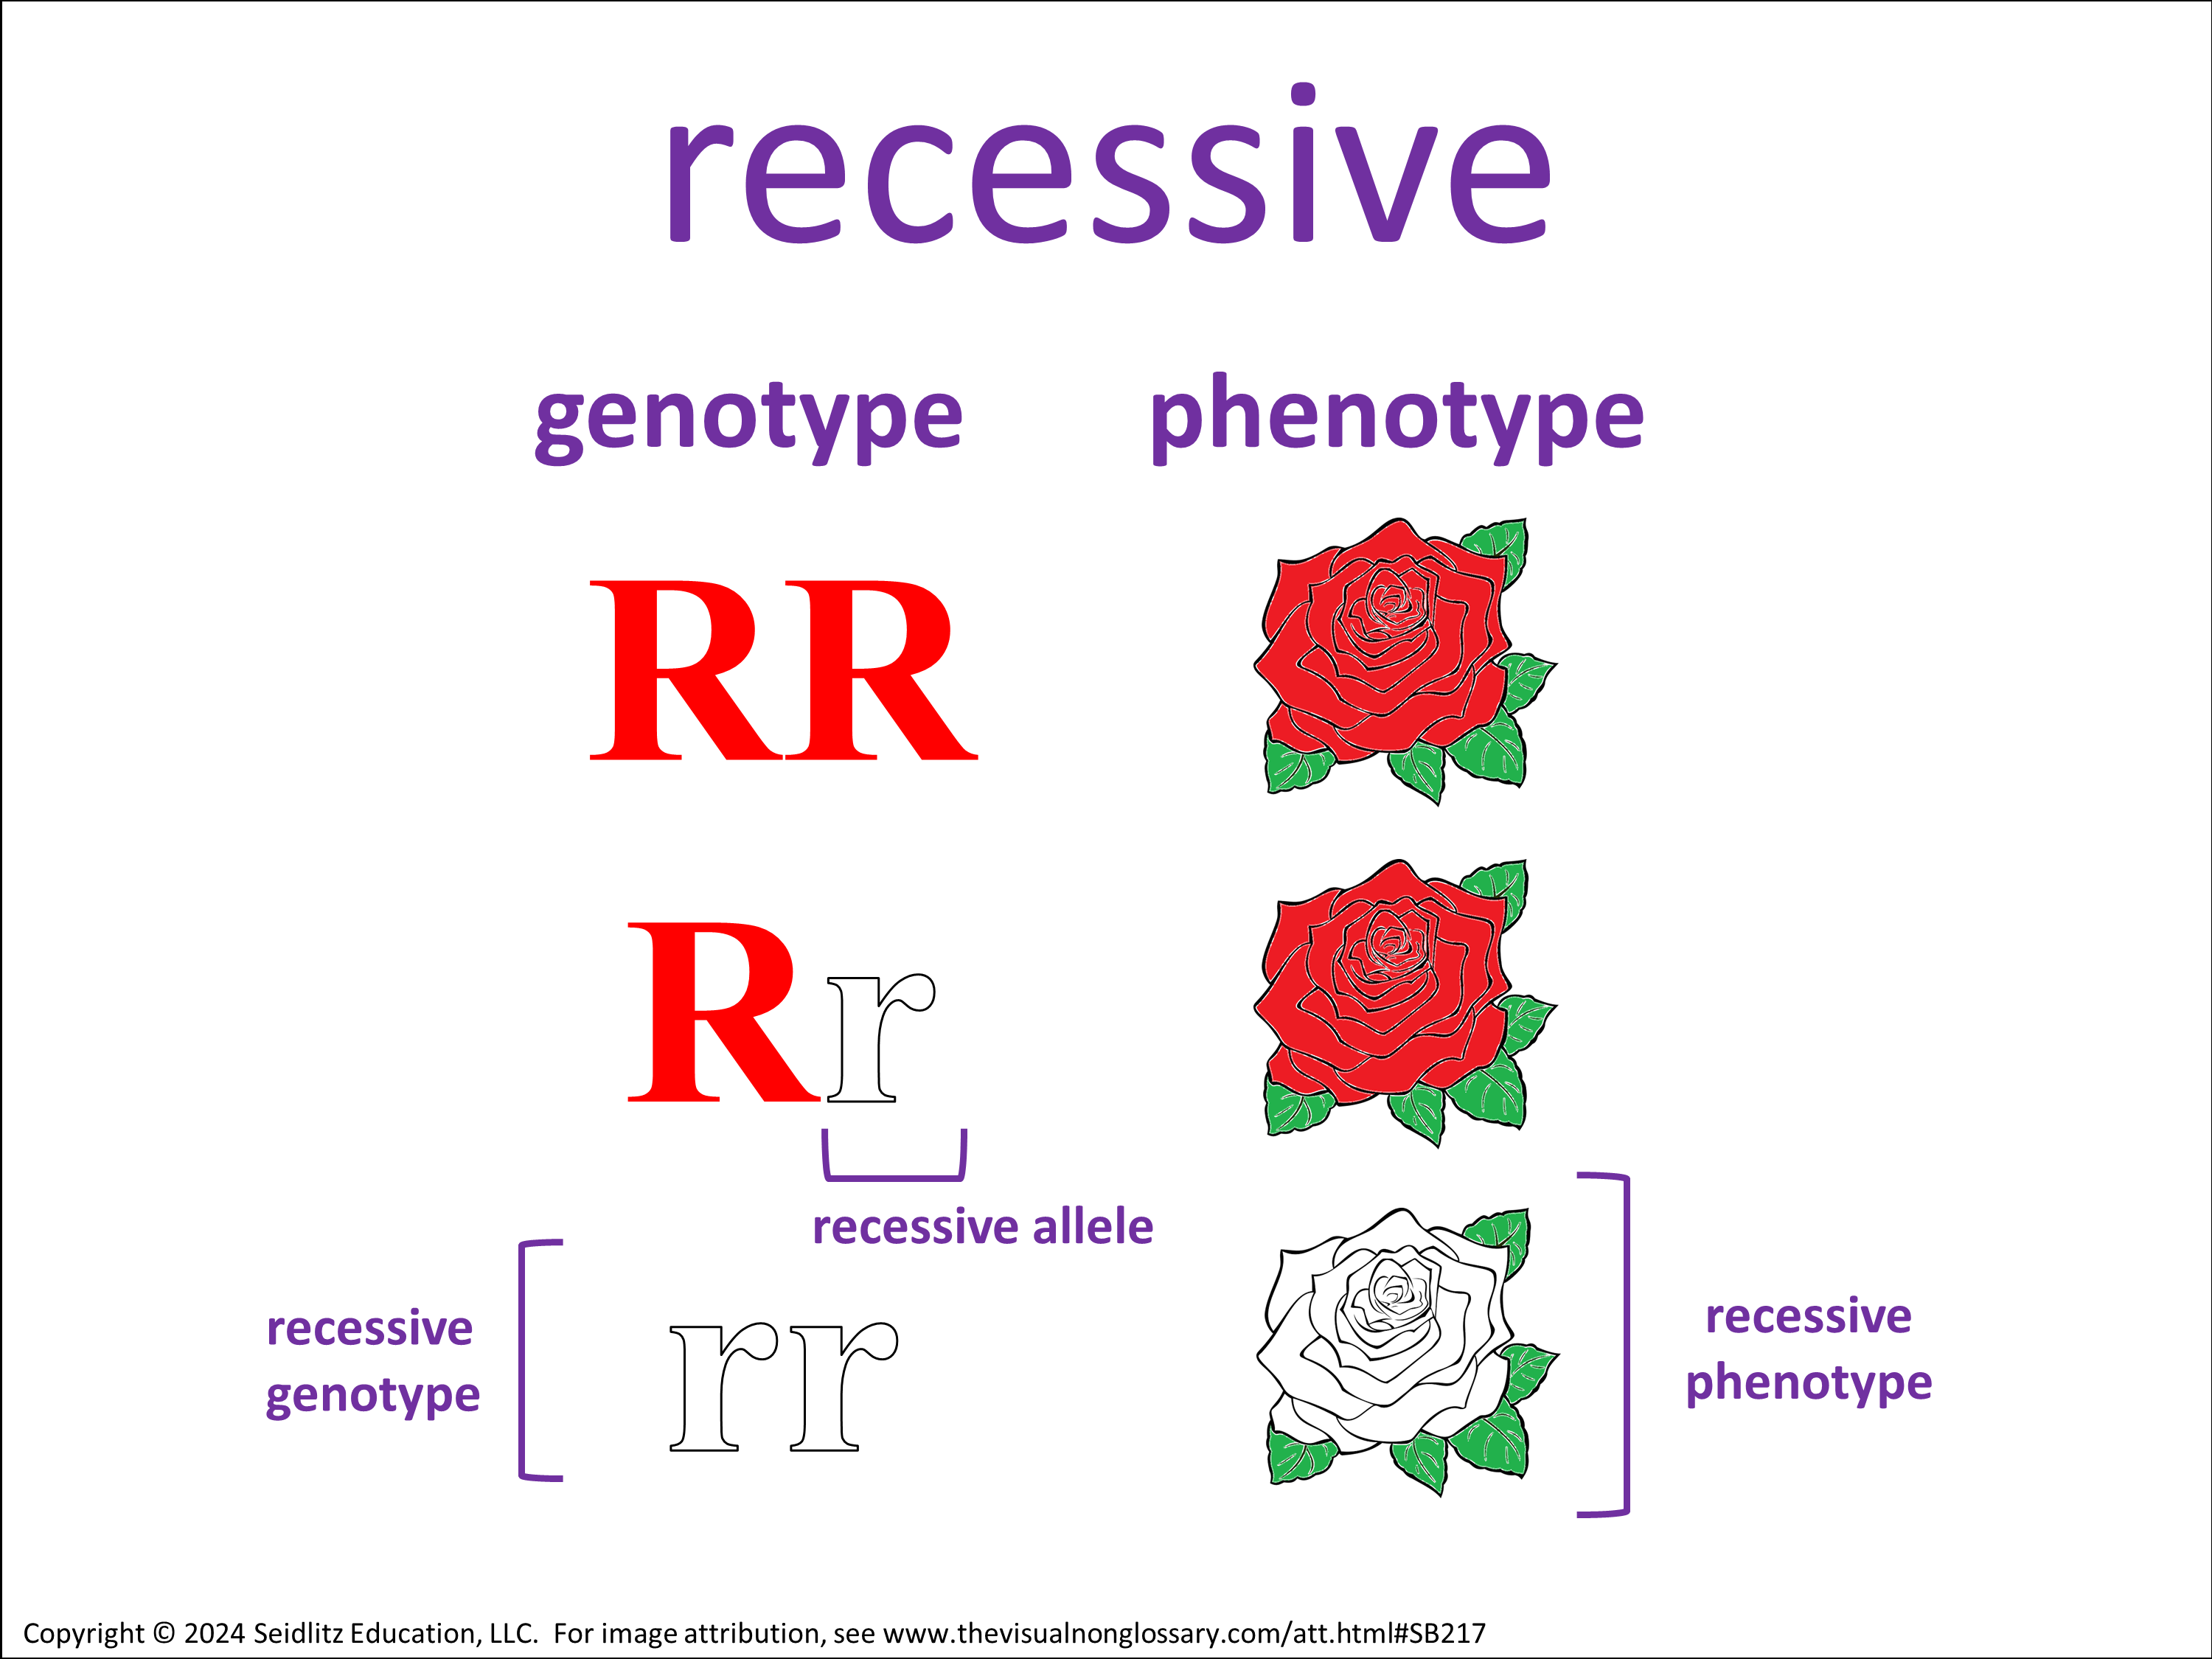 recessive
genotype phenotype
RR
Rr
recessive allele
recessive
genotype
rr
recessive
phenotype
Copyright © 2024 Seidlitz Education, LLC.  For image attribution, see www.thevisualnonglossary.com/att.html#SB217